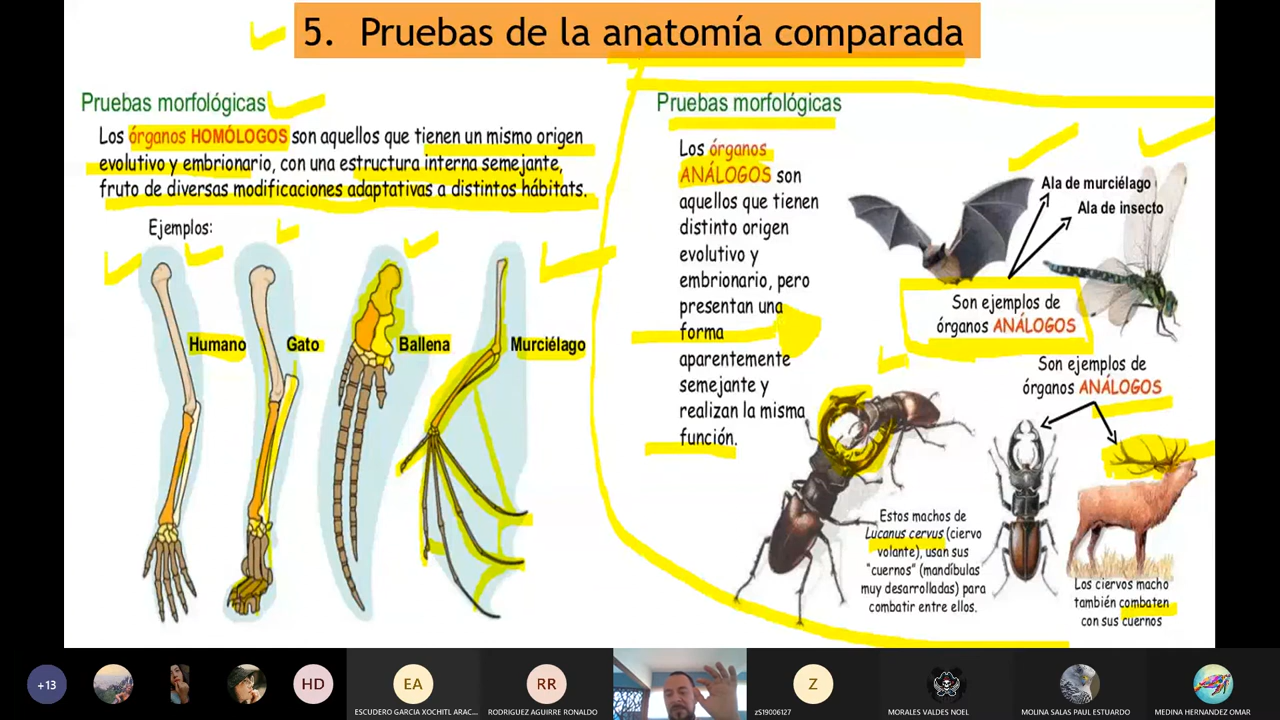 5. Pruebas de la anatomía comparada
Pruebas morfológicas
Los órganos HOMÓLOGOS son aquellos que tienen un mismo origen
evolutivo y embrionario, con una estructura interna semejante,
fruto de diversas modificaciones adaptativas a distintos hábitats.
Ejemplos:
Humano
Gato
Ballena
Murciélago
Pruebas morfológicas
Los órganos
ANÁLOGOS son
aquellos que tienen
distinto origen
evolutivo y
embrionario, pero
presentan una
forma
aparentemente
semejante y
realizan la misma
función.
Ala de murciélago
Ala de insecto
Son ejemplos de
órganos ANÁLOGOS
Son ejemplos de
órganos ANÁLOGOS
Estos machos de
Lucanus cervus (ciervo
volante), usan sus
"cuernos" (mandíbulas
muy desarrolladas) para
combatir entre ellos.
Los ciervos macho
también combaten
con sus cuernos
+13
HD
EA
ESCUDERO GARCIA XOCHITL ARAC...
RR
RODRIGUEZ AGUIRRE RONALDO
Z
zS19006127
MORALES VALDES NOEL
MOLINA SALAS PAUL ESTUARDO
MEDINA HERNANDEZ OMAR